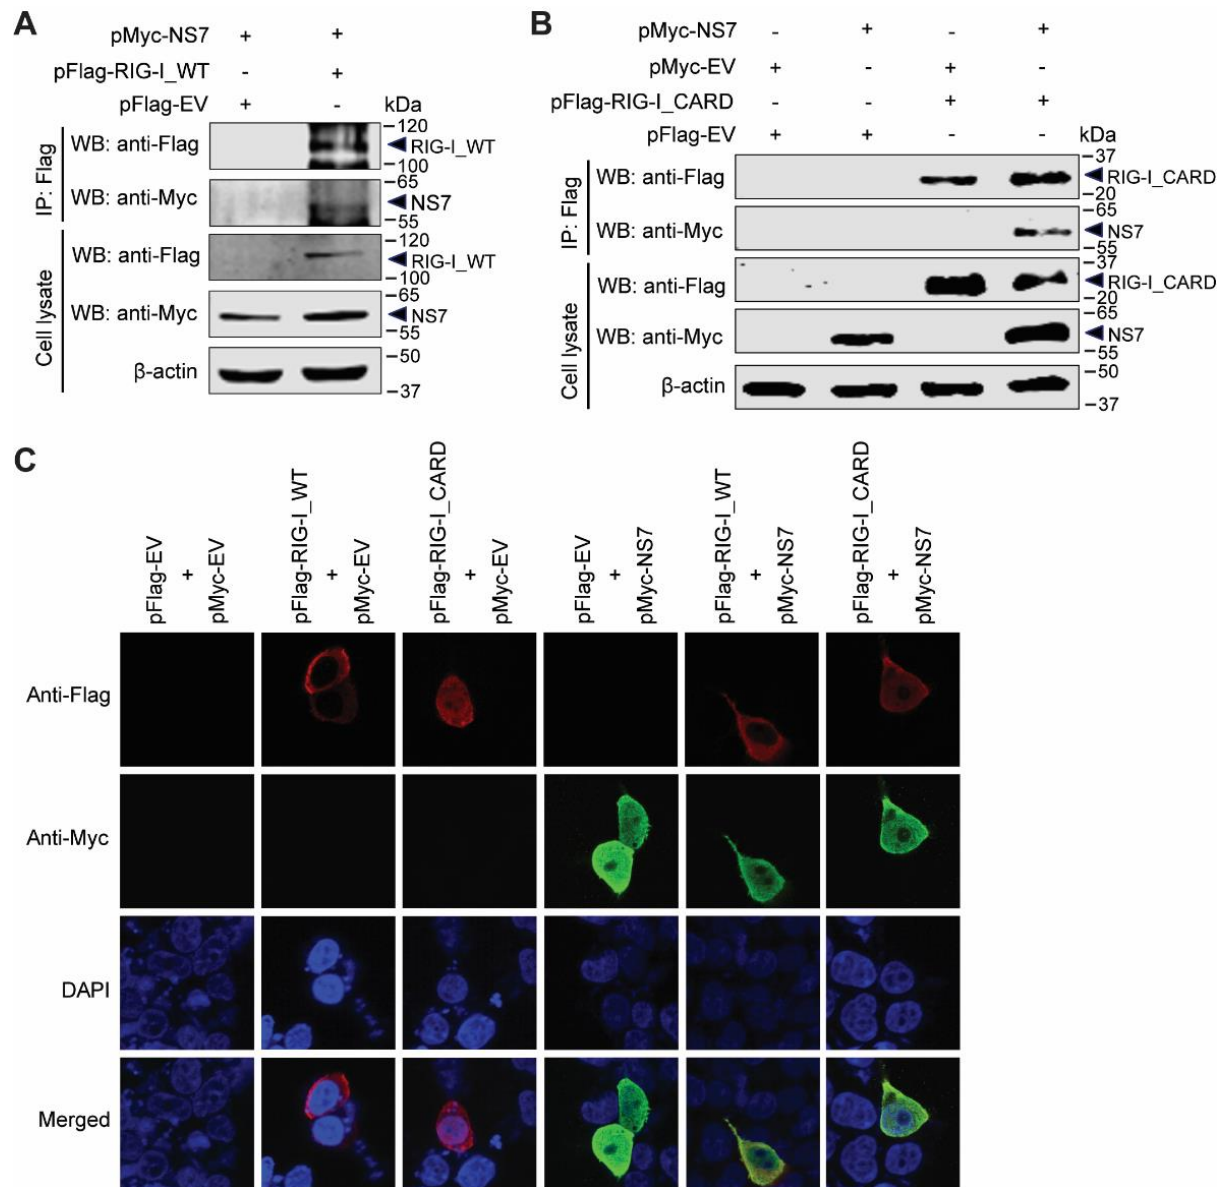 A
pMyc-NS7 + +
pFlag-RIG-I_WT - +
pFlag-EV + - kDa
IP: Flag
WB: anti-Flag
120
RIG-I_WT
100
WB: anti-Myc
65
NS7
55
Cell lysate
WB: anti-Flag
120
RIG-I_WT
100
WB: anti-Myc
65
NS7
55
β-actin
50
37
B
pMyc-NS7 - + - +
pMyc-EV + - + -
pFlag-RIG-I_CARD - - + +
pFlag-EV + + - - kDa
IP: Flag
WB: anti-Flag
37
RIG-I_CARD
20
WB: anti-Myc
65
NS7
55
Cell lysate
WB: anti-Flag
37
RIG-I_CARD
20
WB: anti-Myc
65
NS7
55
β-actin
50
37
C
pFlag-EV
+
pMyc-EV
pFlag-RIG-I_WT
+
pMyc-EV
pFlag-RIG-I_CARD
+
pMyc-EV
pFlag-EV
+
pMyc-NS7
pFlag-RIG-I_WT
+
pMyc-NS7
pFlag-RIG-I_CARD
+
pMyc-NS7
Anti-Flag
Anti-Myc
DAPI
Merged